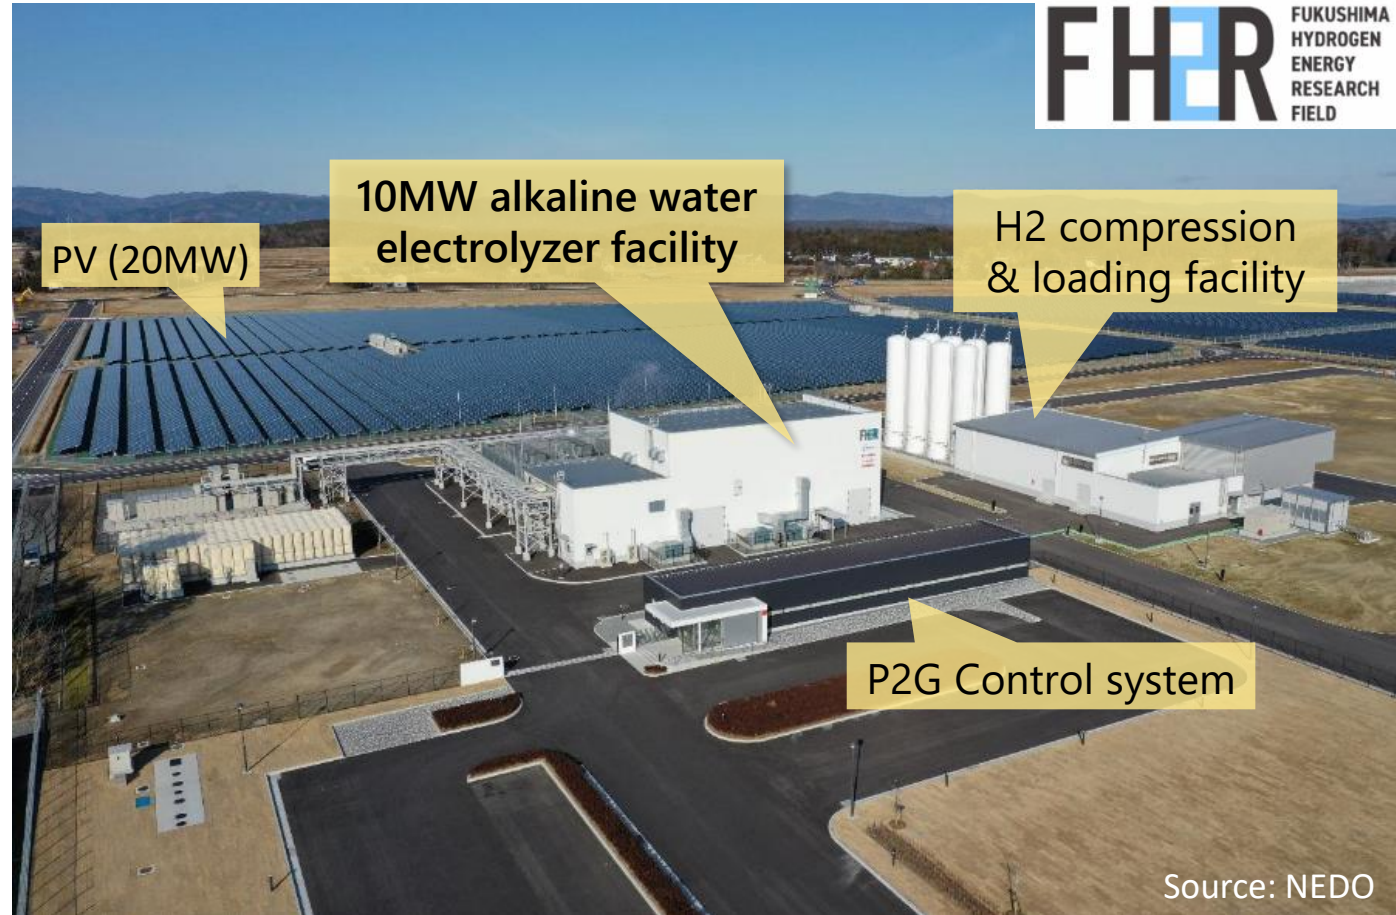 FH2R
FUKUSHIMA
HYDROGEN
ENERGY
RESEARCH
FIELD
10MW alkaline water
electrolyzer facility
PV (20MW)
H2 compression
& loading facility
FH2R
P2G Control system
Source: NEDO